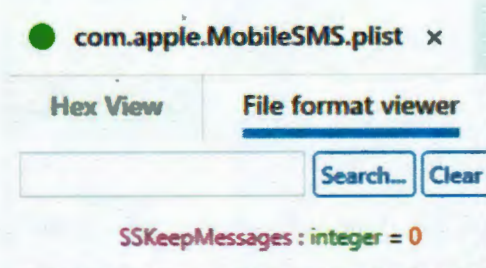 com.apple.MobileSMS.plist ×
Hex View File format viewer
Search... Clear
SSKeepMessages : integer = 0